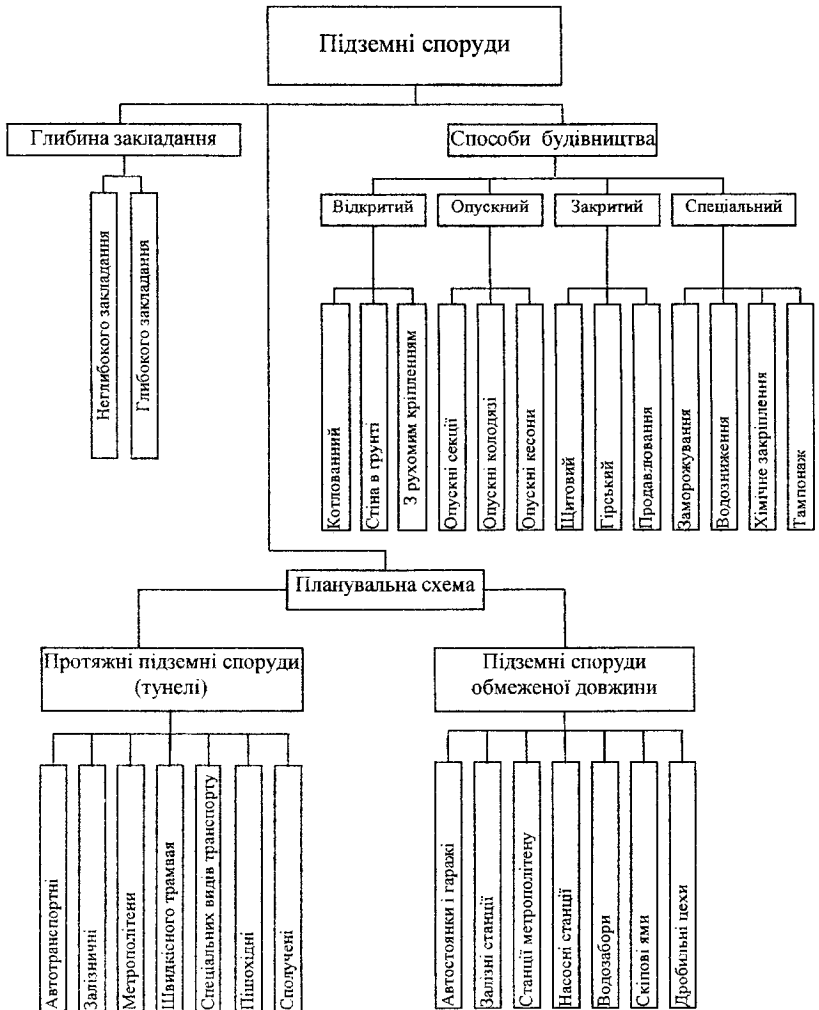 Підземні споруди
Глибина закладання
Способи будівництва
Неглибокого закладання
Глибокого закладання
Відкритий
Опускний
Закритий
Спеціальний
Котлованний
Стіна в ґрунті
З рухомим кріпленням
Опускні секції
Опускні колодязі
Опускні кесони
Щитовий
Гірський
Продавлювання
Заморожування
Водозниження
Хімічне закріплення
Тампонаж
Планувальна схема
Протяжні підземні споруди
(тунелі)
Підземні споруди
обмеженої довжини
Автотранспортні
Залізничні
Метрополітени
Швидкісного трамвая
Спеціальних видів транспорту
Пішохідні
Сполучені
Автостоянки і гаражі
Залізні станції
Станції метрополітену
Насосні станції
Водозабори
Скіпові ями
Дробильні цехи